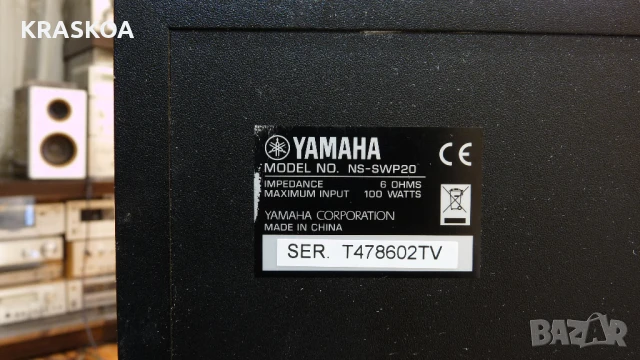 KRASKOA
YAMAHA
MODEL NO. NS-SWP20
IMPEDANCE 6 OHMS
MAXIMUM INPUT 100 WATTS
YAMAHA CORPORATION
MADE IN CHINA
CE
SER. T478602TV
BAZAR